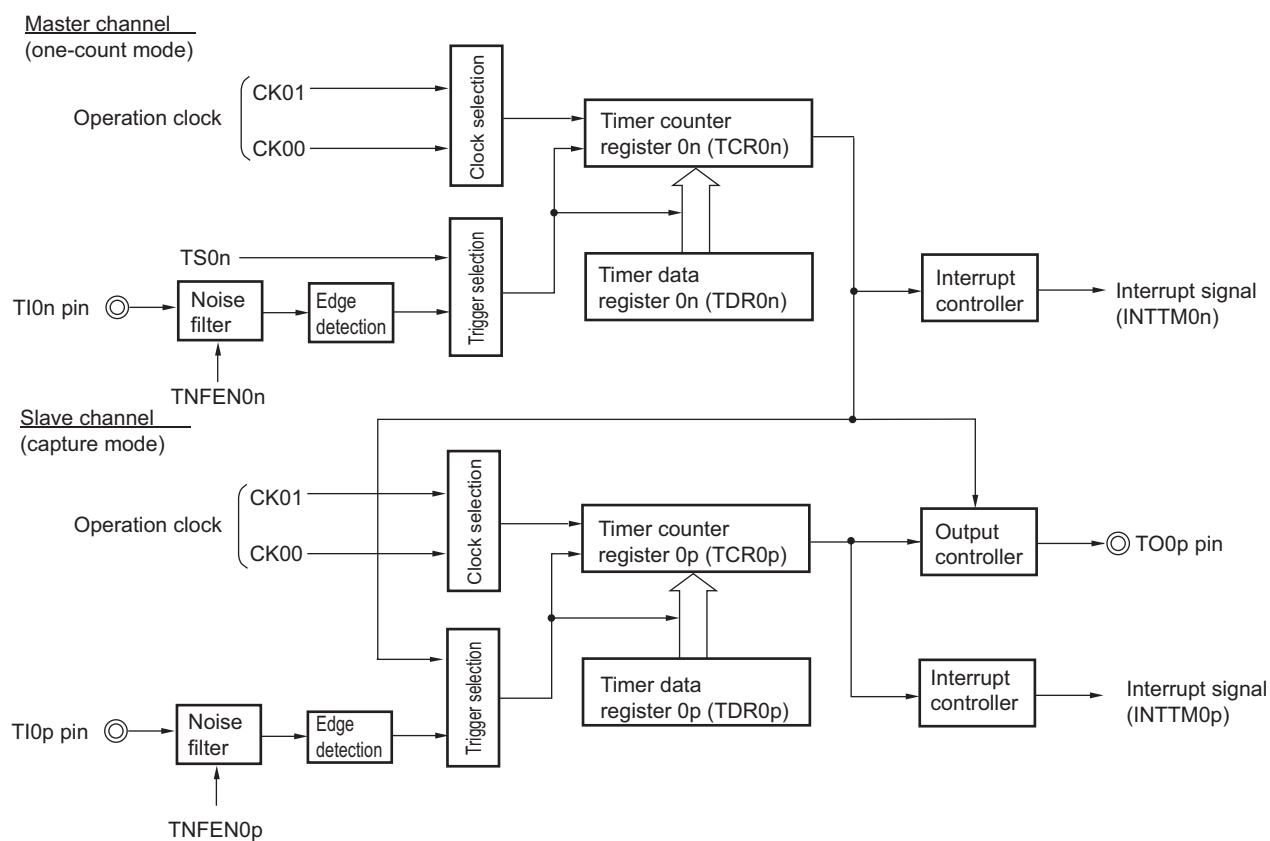 Master channel
(one-count mode)
Operation clock
CK01
CK00
Clock selection
Timer counter
register 0n (TCR0n)
TS0n
TI0n pin
Noise
filter
Edge
detection
Trigger selection
Timer data
register 0n (TDR0n)
Interrupt
controller
Interrupt signal
(INTTM0n)
TNFEN0n
Slave channel
(capture mode)
Operation clock
CK01
CK00
Clock selection
Timer counter
register 0p (TCR0p)
Output
controller
TO0p pin
TI0p pin
Noise
filter
Edge
detection
Trigger selection
Timer data
register 0p (TDR0p)
Interrupt
controller
Interrupt signal
(INTTM0p)
TNFEN0p